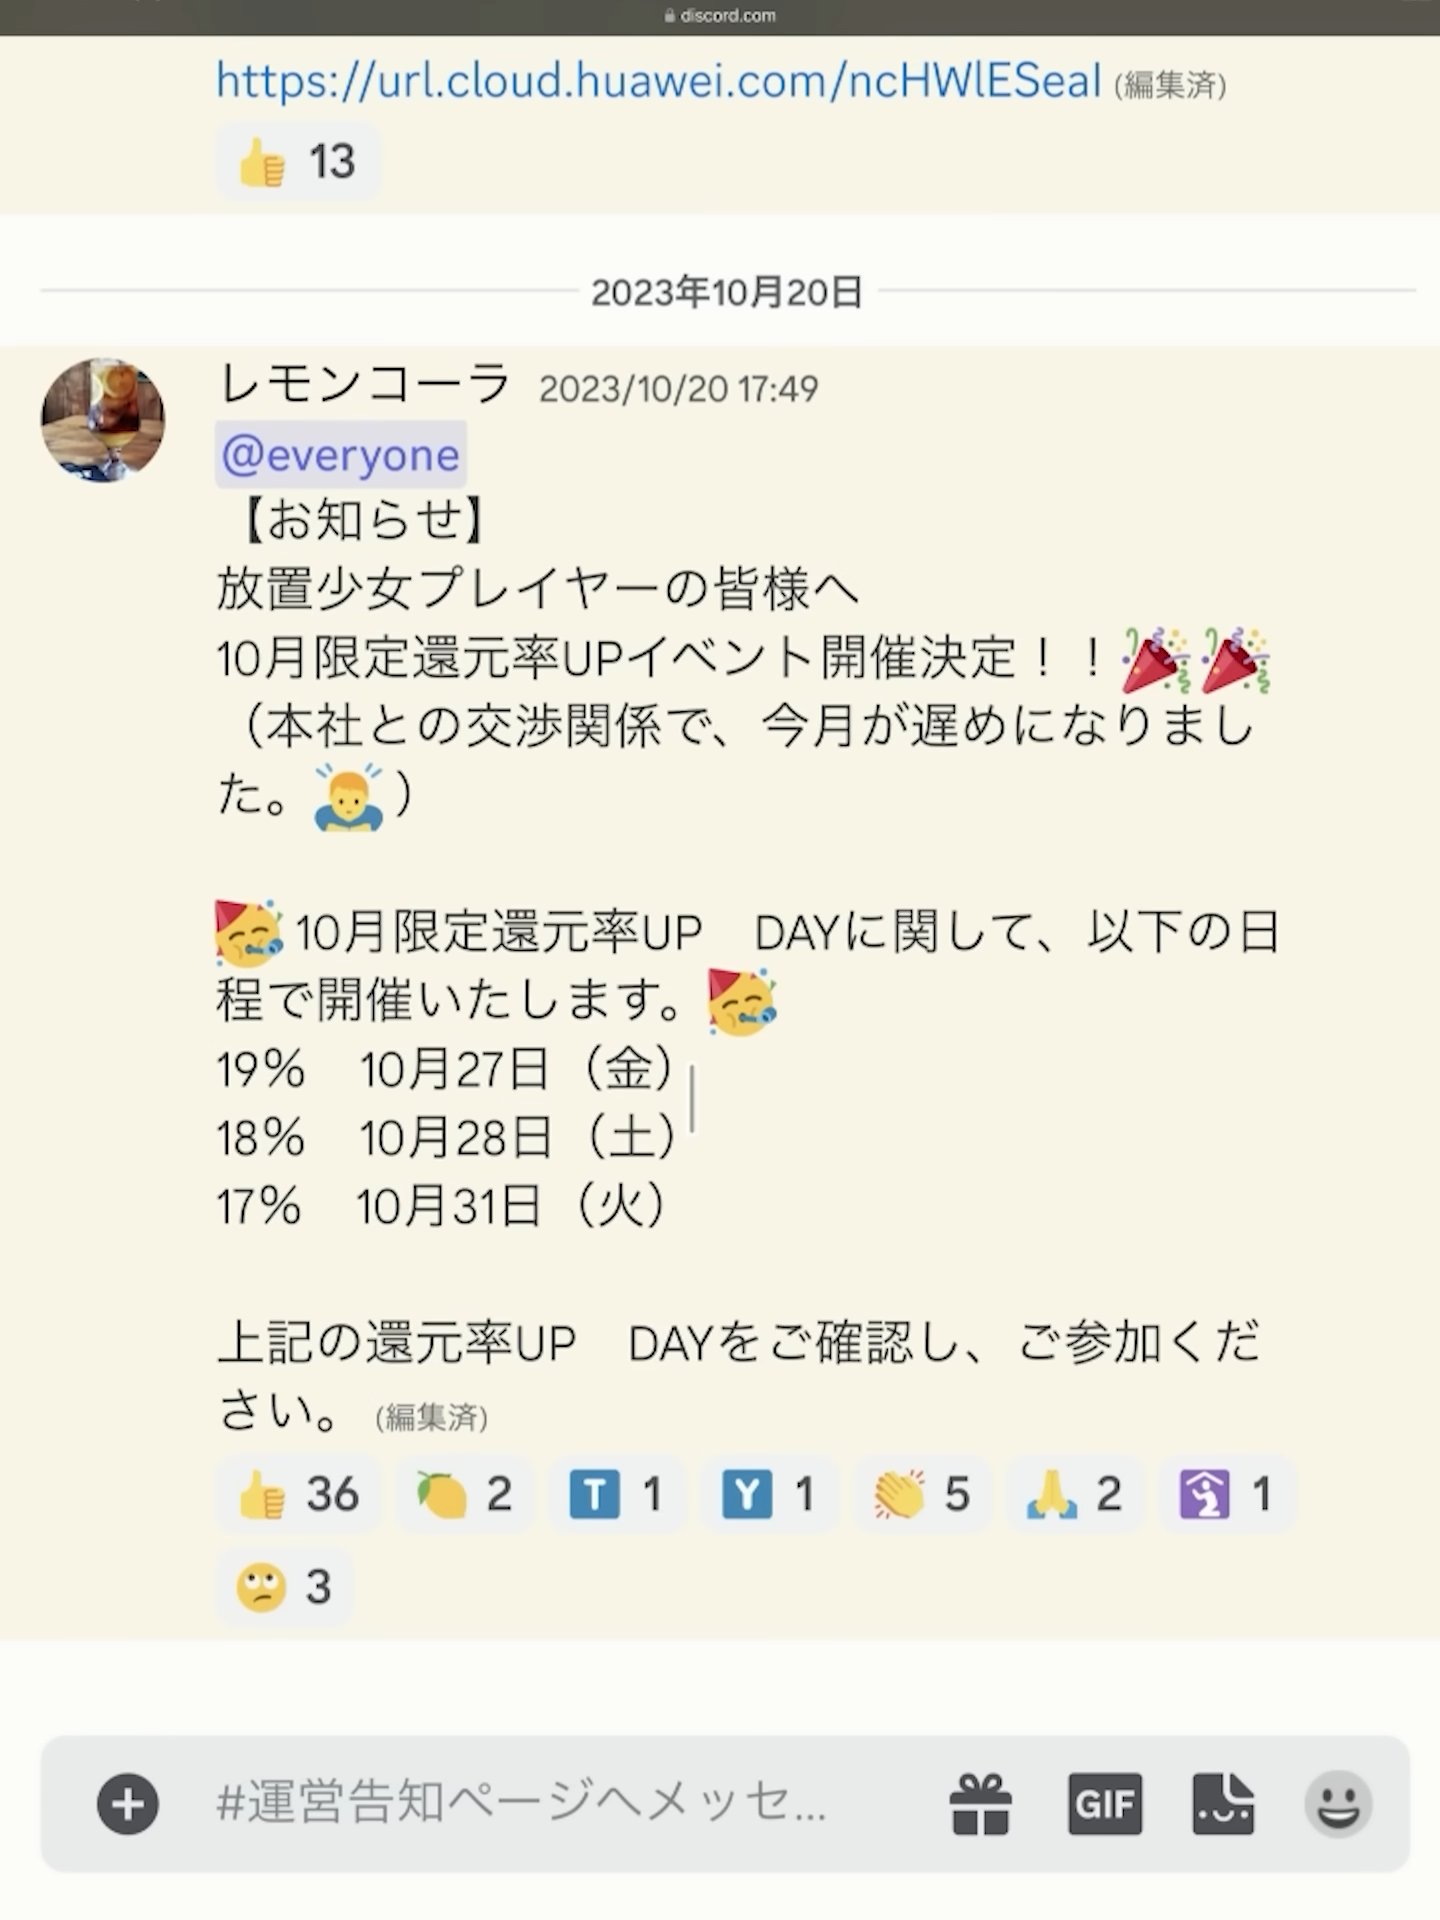 discord.com
https://url.cloud.huawei.com/ncHWlESeaI (編集済)
13
2023年10月20日
レモンコーラ 2023/10/20 17:49
@everyone
【お知らせ】
放置少女プレイヤーの皆様へ
10月限定還元率UPイベント開催決定！！
（本社との交渉関係で、今月が遅めになりまし
た。）
10月限定還元率UP　DAYに関して、以下の日
程で開催いたします。
19%　10月27日（金）
18%　10月28日（土）
17%　10月31日（火）
上記の還元率UP　DAYをご確認し、ご参加くだ
さい。 (編集済)
36 2 T 1 Y 1 5 2 1
3
#運営告知ページへメッセ... GIF